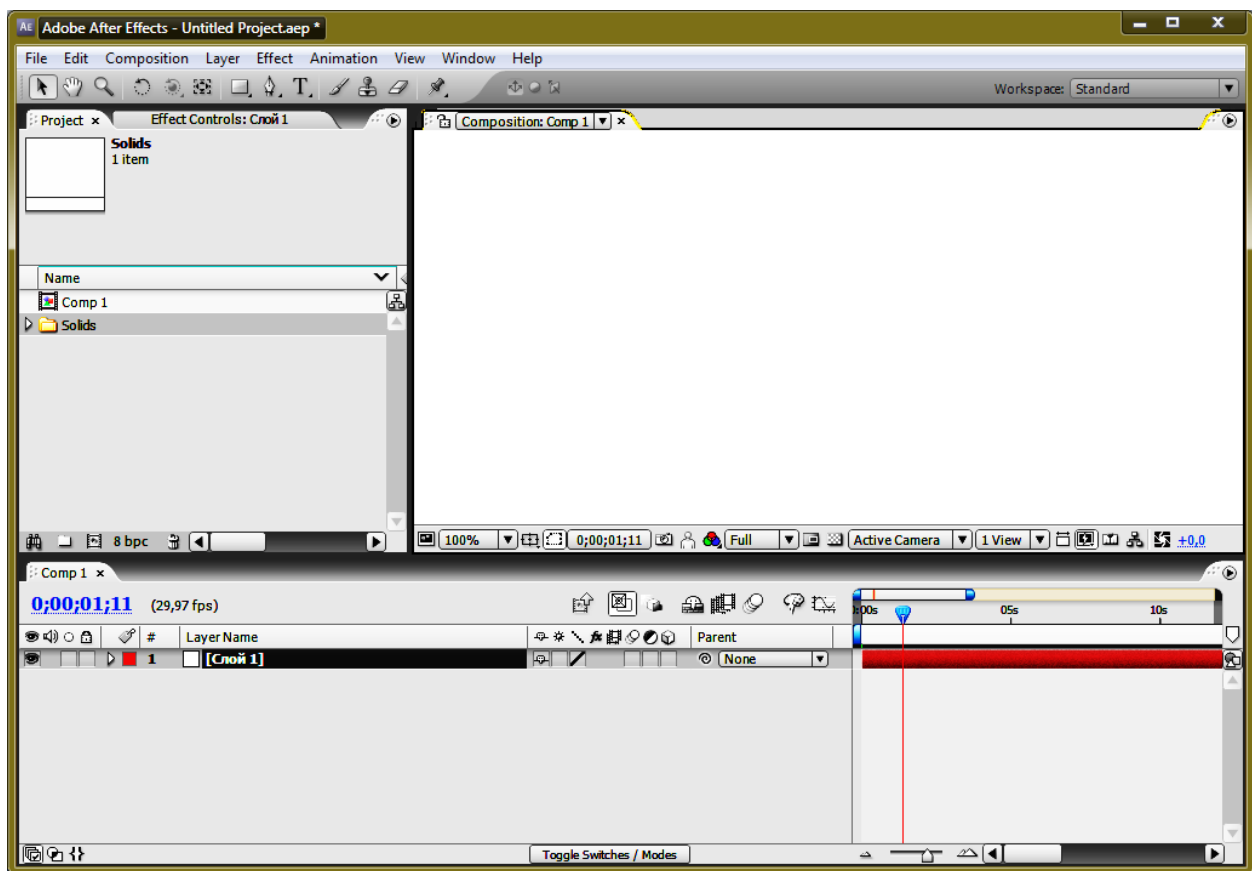 AE Adobe After Effects - Untitled Project.aep *
File Edit Composition Layer Effect Animation View Window Help
Workspace: Standard
Project × Effect Controls: Слой 1
Composition: Comp 1 ×
Solids
1 item
Name
Comp 1
Solids
8 bpc
100% 0;00;01;11 Full Active Camera 1 View +0,0
Comp 1 ×
0;00;01;11 (29,97 fps)
:00s 05s 10s
# Layer Name Parent
1 [Слой 1] None
Toggle Switches / Modes